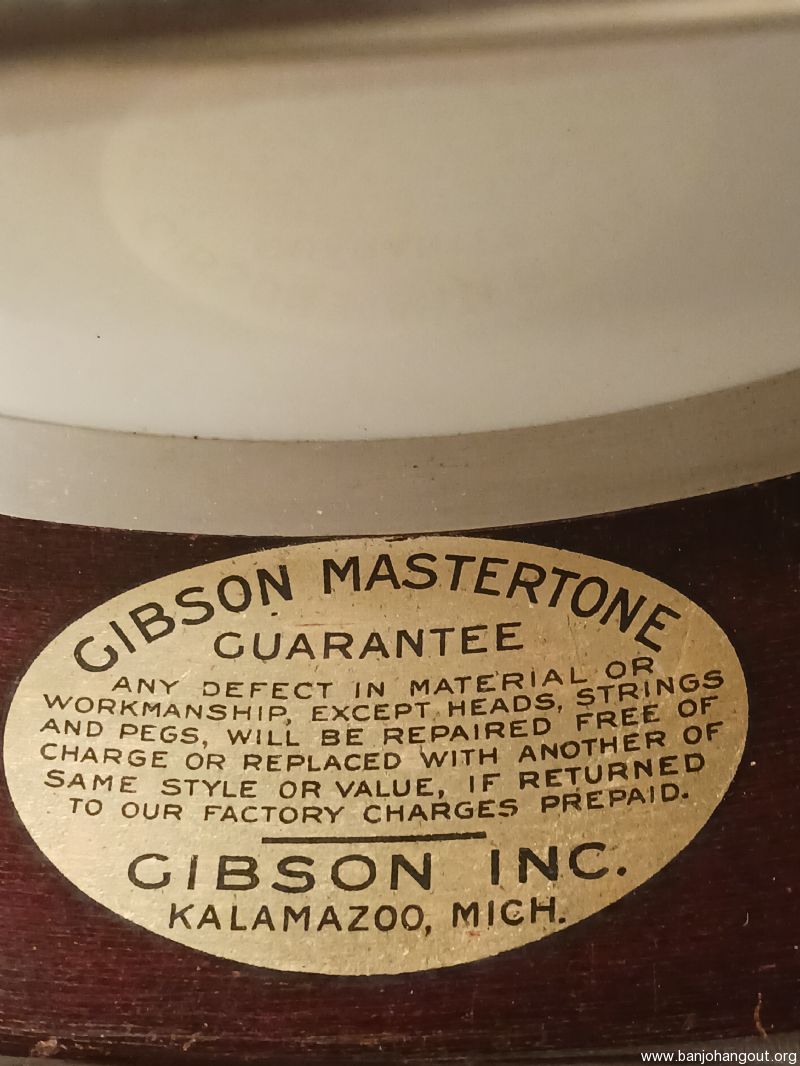 GIBSON MASTERTONE
GUARANTEE
ANY DEFECT IN MATERIAL OR
WORKMANSHIP, EXCEPT HEADS, STRINGS
AND PEGS, WILL BE REPAIRED FREE OF
CHARGE OR REPLACED WITH ANOTHER OF
SAME STYLE OR VALUE, IF RETURNED
TO OUR FACTORY CHARGES PREPAID.
GIBSON INC.
KALAMAZOO, MICH.
www.banjohangout.org